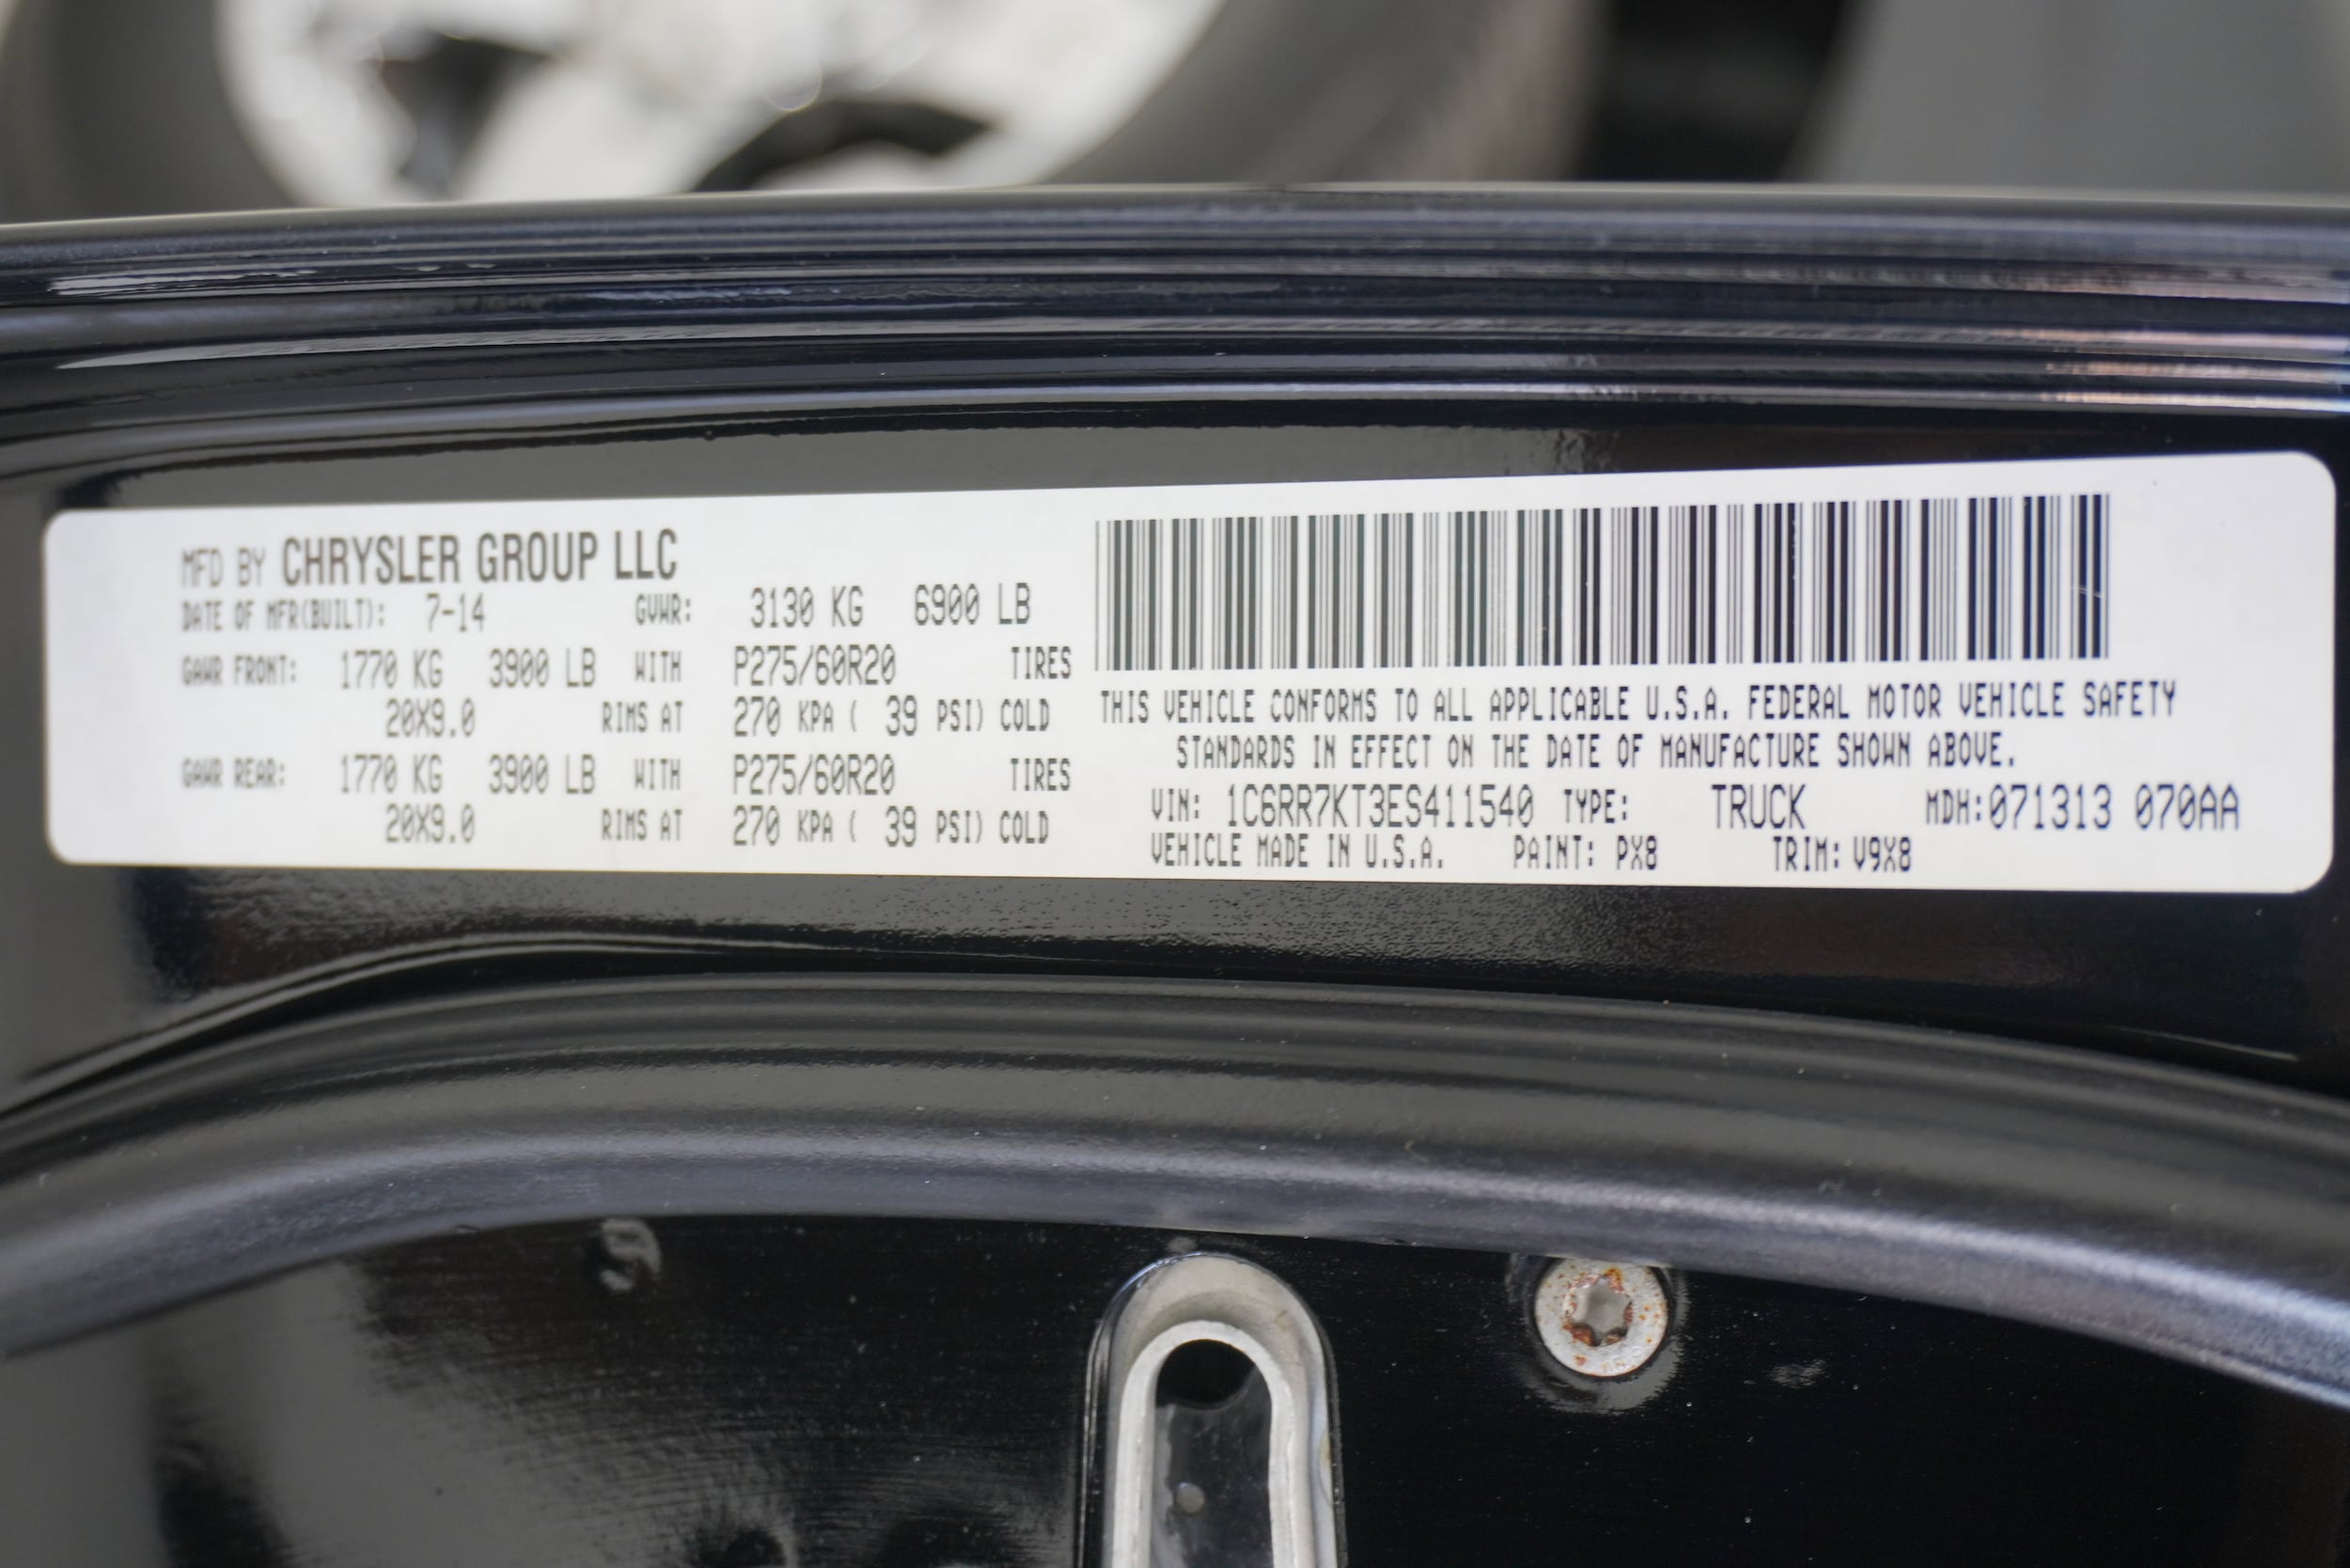 MFD BY CHRYSLER GROUP LLC
DATE OF MFR(BUILT): 7-14 GVWR: 3130 KG 6900 LB
GAWR FRONT: 1770 KG 3900 LB WITH P275/60R20 TIRES
20X9.0 RIMS AT 270 KPA ( 39 PSI) COLD
GAWR REAR: 1770 KG 3900 LB WITH P275/60R20 TIRES
20X9.0 RIMS AT 270 KPA ( 39 PSI) COLD
THIS VEHICLE CONFORMS TO ALL APPLICABLE U.S.A. FEDERAL MOTOR VEHICLE SAFETY
STANDARDS IN EFFECT ON THE DATE OF MANUFACTURE SHOWN ABOVE.
VIN: 1C6RR7KT3ES411540 TYPE: TRUCK MDH:071313 070AA
VEHICLE MADE IN U.S.A. PAINT: PX8 TRIM: V9X8